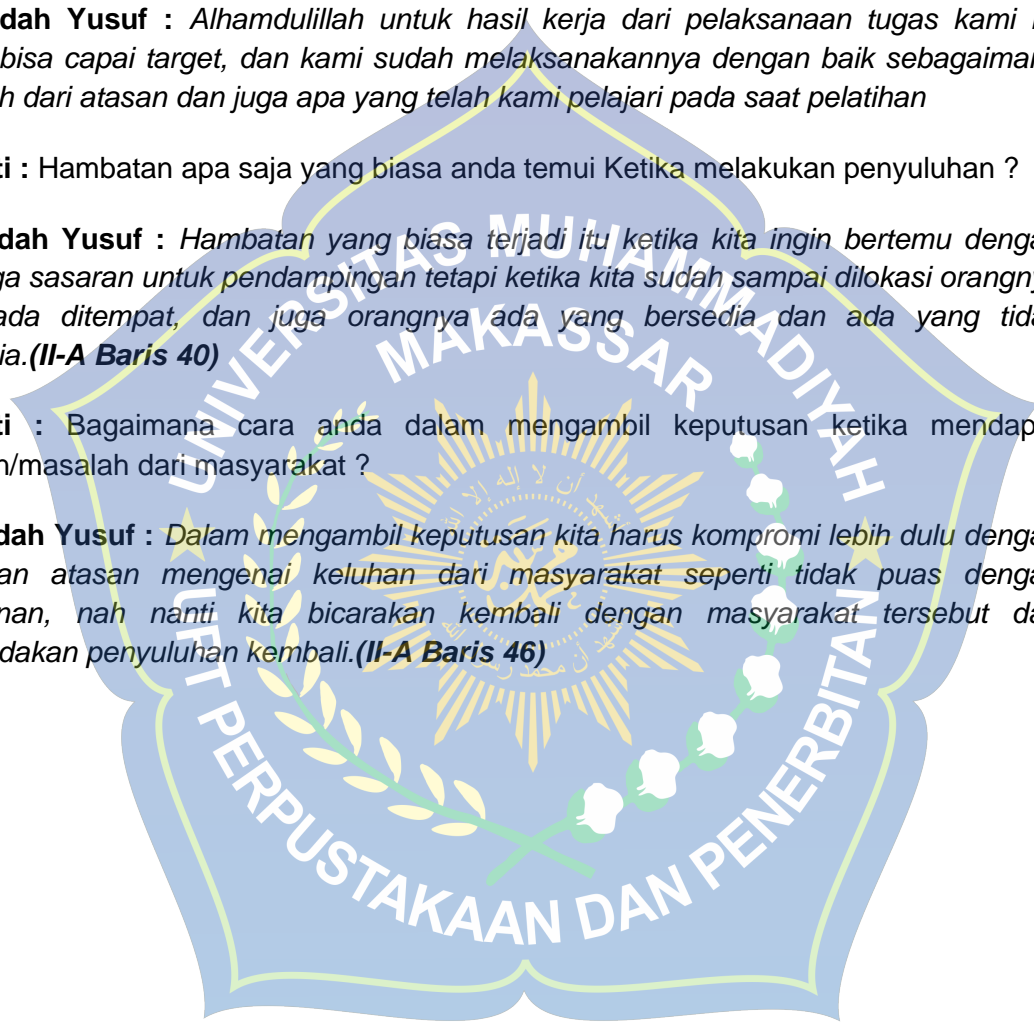 dah Yusuf : Alhamdulillah untuk hasil kerja dari pelaksanaan tugas kami
bisa capai target, dan kami sudah melaksanakannya dengan baik sebagaiman
h dari atasan dan juga apa yang telah kami pelajari pada saat pelatihan
ti : Hambatan apa saja yang biasa anda temui Ketika melakukan penyuluhan ?
dah Yusuf : Hambatan yang biasa terjadi itu ketika kita ingin bertemu denga
ga sasaran untuk pendampingan tetapi ketika kita sudah sampai dilokasi orangny
ada ditempat, dan juga orangnya ada yang bersedia dan ada yang tida
ia.(II-A Baris 40)
ti : Bagaimana cara anda dalam mengambil keputusan ketika mendap
n/masalah dari masyarakat ?
dah Yusuf : Dalam mengambil keputusan kita harus kompromi lebih dulu denga
an atasan mengenai keluhan dari masyarakat seperti tidak puas denga
nan, nah nanti kita bicarakan kembali dengan masyarakat tersebut da
dakan penyuluhan kembali.(II-A Baris 46)
UNIVERSITAS MUHAMMADIYAH
MAKASSAR
UPT PERPUSTAKAAN DAN PENERBITAN